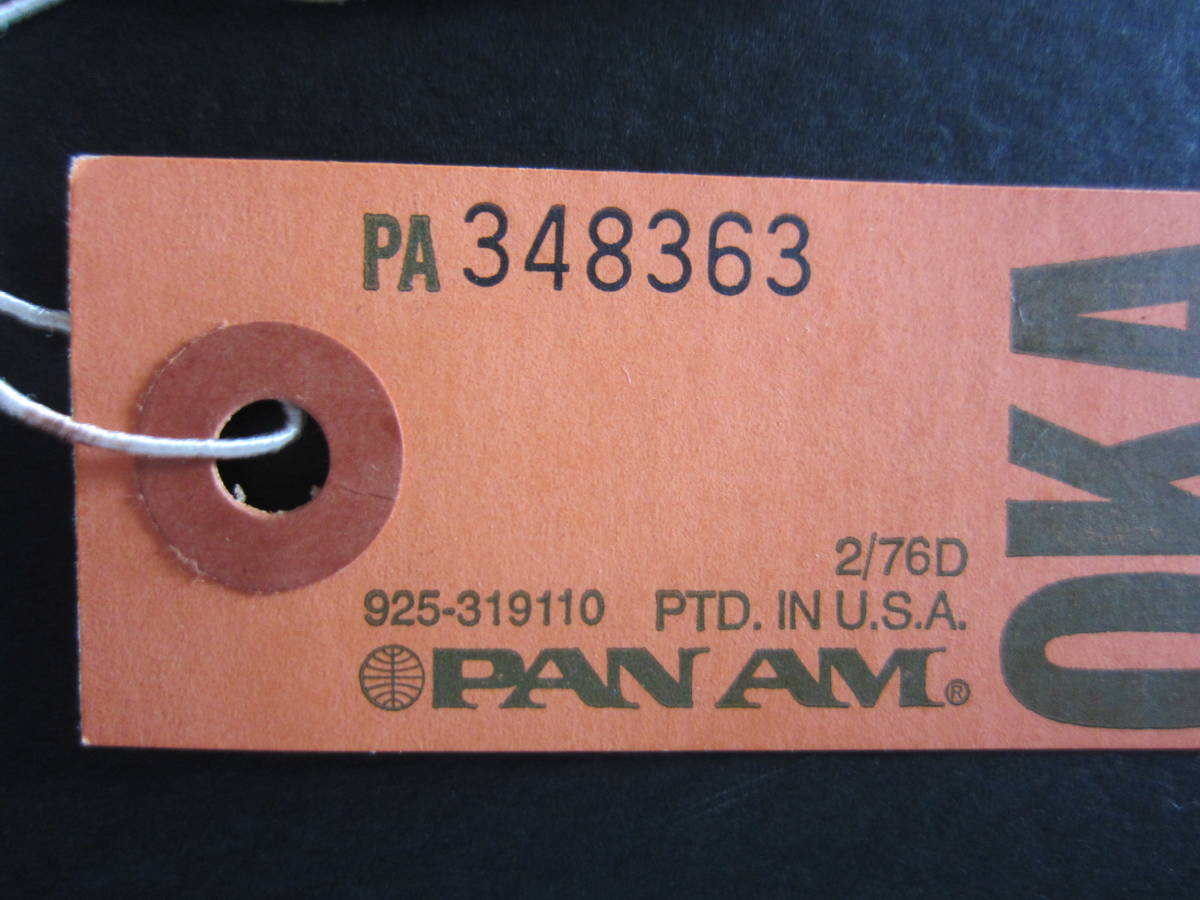 PA 348363
2/76D
925-319110 PTD. IN U.S.A.
PAN AM®
OKA